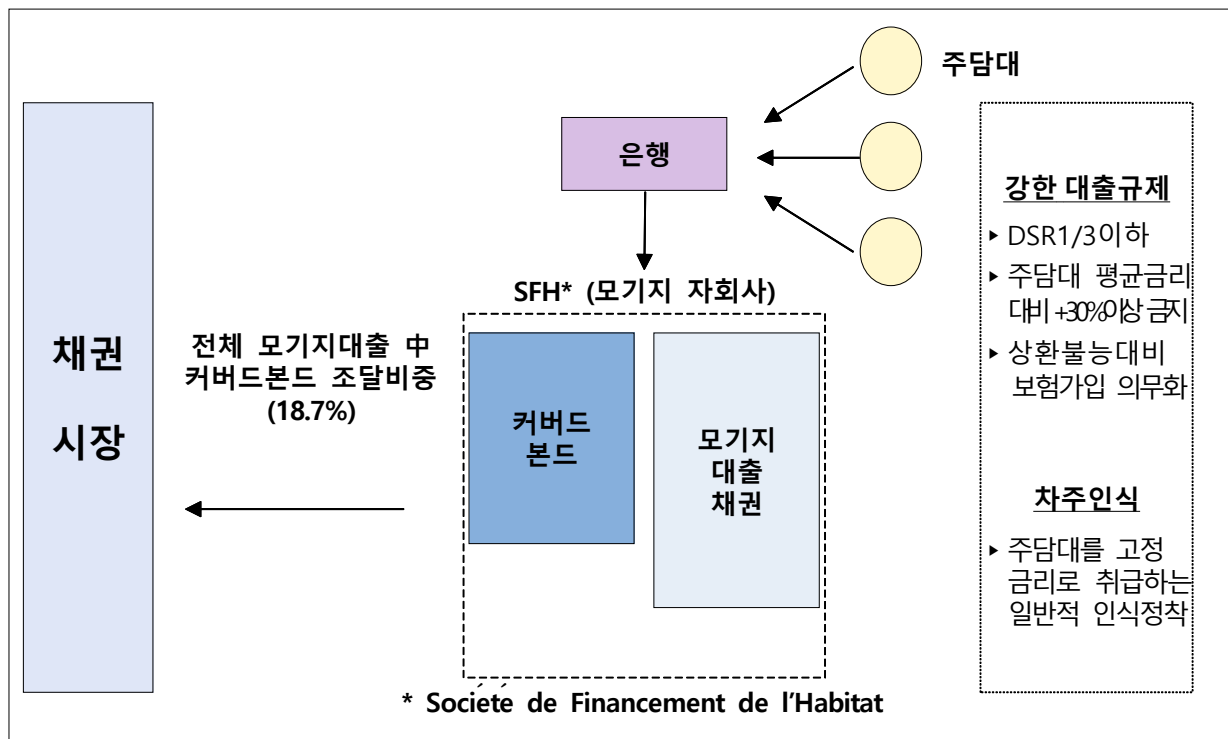 주담대
은행
SFH* (모기지 자회사)
채권
시장
전체 모기지대출 中
커버드본드 조달비중
(18.7%)
커버드
본드
모기지
대출
채권
강한 대출규제
▸ DSR1/3이하
▸ 주담대 평균금리
대비 +30%이상 금지
▸ 상환불능대비
보험가입 의무화
차주인식
▸ 주담대를 고정
금리로 취급하는
일반적 인식정착
* Société de Financement de l'Habitat